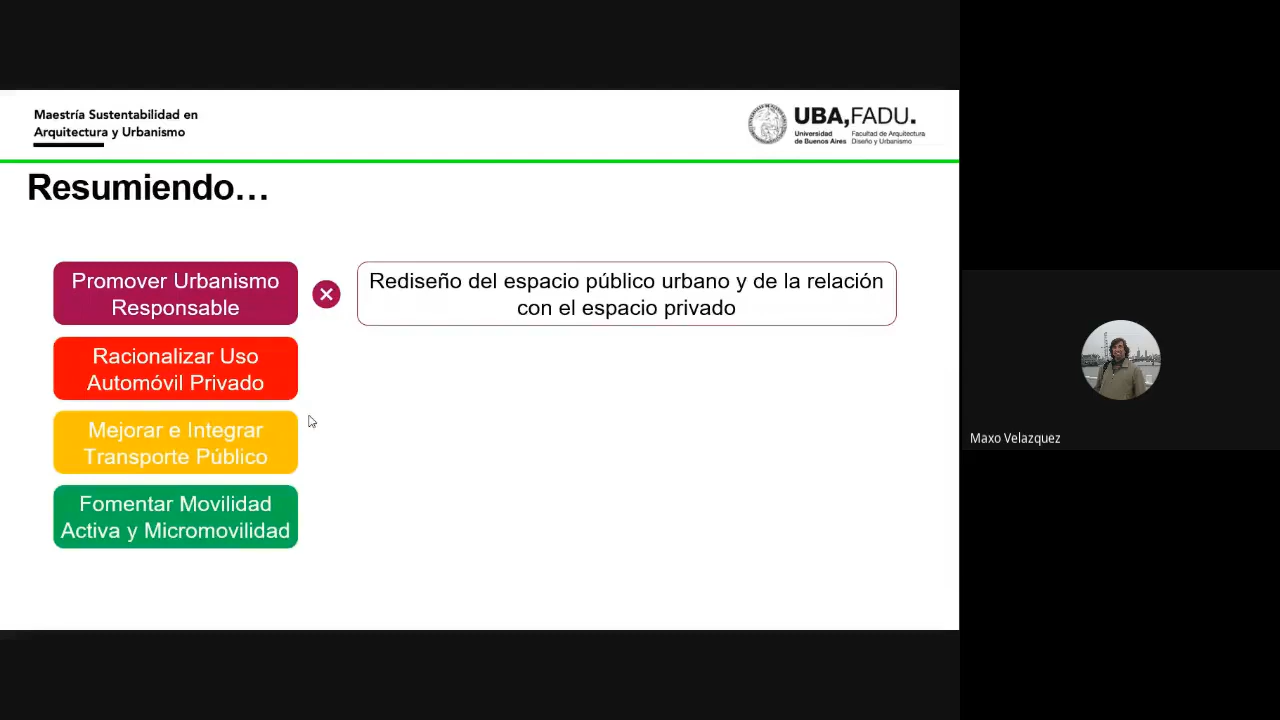 Maestría Sustentabilidad en
Arquitectura y Urbanismo
UBA,FADU.
Universidad
de Buenos Aires
Facultad de Arquitectura
Diseño y Urbanismo
Resumiendo…
Promover Urbanismo
Responsable
Rediseño del espacio público urbano y de la relación
con el espacio privado
Racionalizar Uso
Automóvil Privado
Mejorar e Integrar
Transporte Público
Fomentar Movilidad
Activa y Micromovilidad
Maxo Velazquez